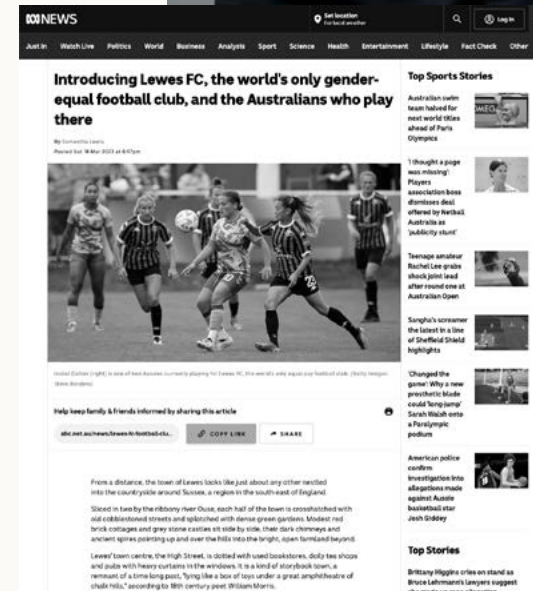 NEWS
Set location
For local weather
Log In
Just In Watch Live Politics World Business Analysis Sport Science Health Entertainment Lifestyle Fact Check Other
Introducing Lewes FC, the world's only gender-
equal football club, and the Australians who play
there
By Samantha Lewis
Posted Sat 18 Mar 2023 at
Help keep family & friends informed by sharing this article
COPY LINK
SHARE
From a distance, the town of Lewes looks like just about any other nestled
into the countryside around Sussex, a region in the south-east of England.
Sliced in two by the ribbony river Ouse, each half of the town is crosshatched with
old cobblestoned streets and splotched with dense green gardens. Modest red
brick cottages and grey stone castles sit side by side, their dark chimneys and
ancient spires pointing up and over the hills into the bright, open farmland beyond.
Lewes' town centre, the High Street, is dotted with used bookstores, doily tea shops
and pubs with heavy curtains in the windows. It is a kind of storybook town, a
remnant of a time long past, "lying like a box of toys under a great amphitheatre of
chalk hills," according to 18th century poet William Morris.
Top Sports Stories
Australian swim
team halved for
next world titles
ahead of Paris
Olympics
'I thought a page
was missing':
Players
association boss
dismisses deal
offered by Netball
Australia as
'publicity stunt'
Teenage amateur
Rachel Lee grabs
shock joint lead
after round one at
Australian Open
Sangha's screamer
the latest in a line
of Sheffield Shield
highlights
'Changed the
game': Why a new
prosthetic blade
could 'long-jump'
Sarah Walsh onto
a Paralympic
podium
American police
confirm
investigation into
allegations made
against Aussie
basketball star
Josh Giddey
Top Stories
Brittany Higgins cries on stand as
Bruce Lehrmann's lawyers suggest